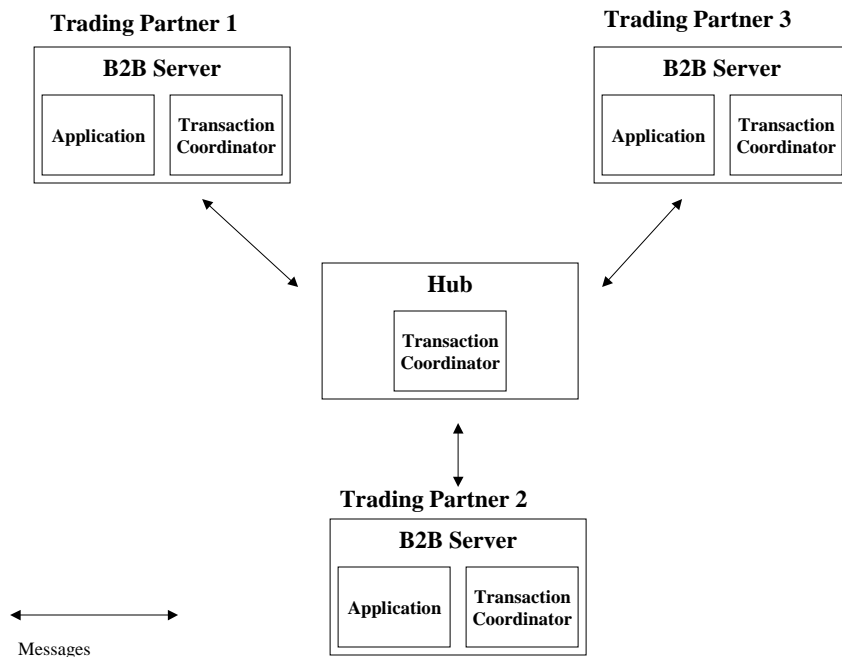 Trading Partner 1
B2B Server
Application
Transaction
Coordinator
Trading Partner 3
B2B Server
Application
Transaction
Coordinator
Hub
Transaction
Coordinator
Trading Partner 2
B2B Server
Application
Transaction
Coordinator
Messages